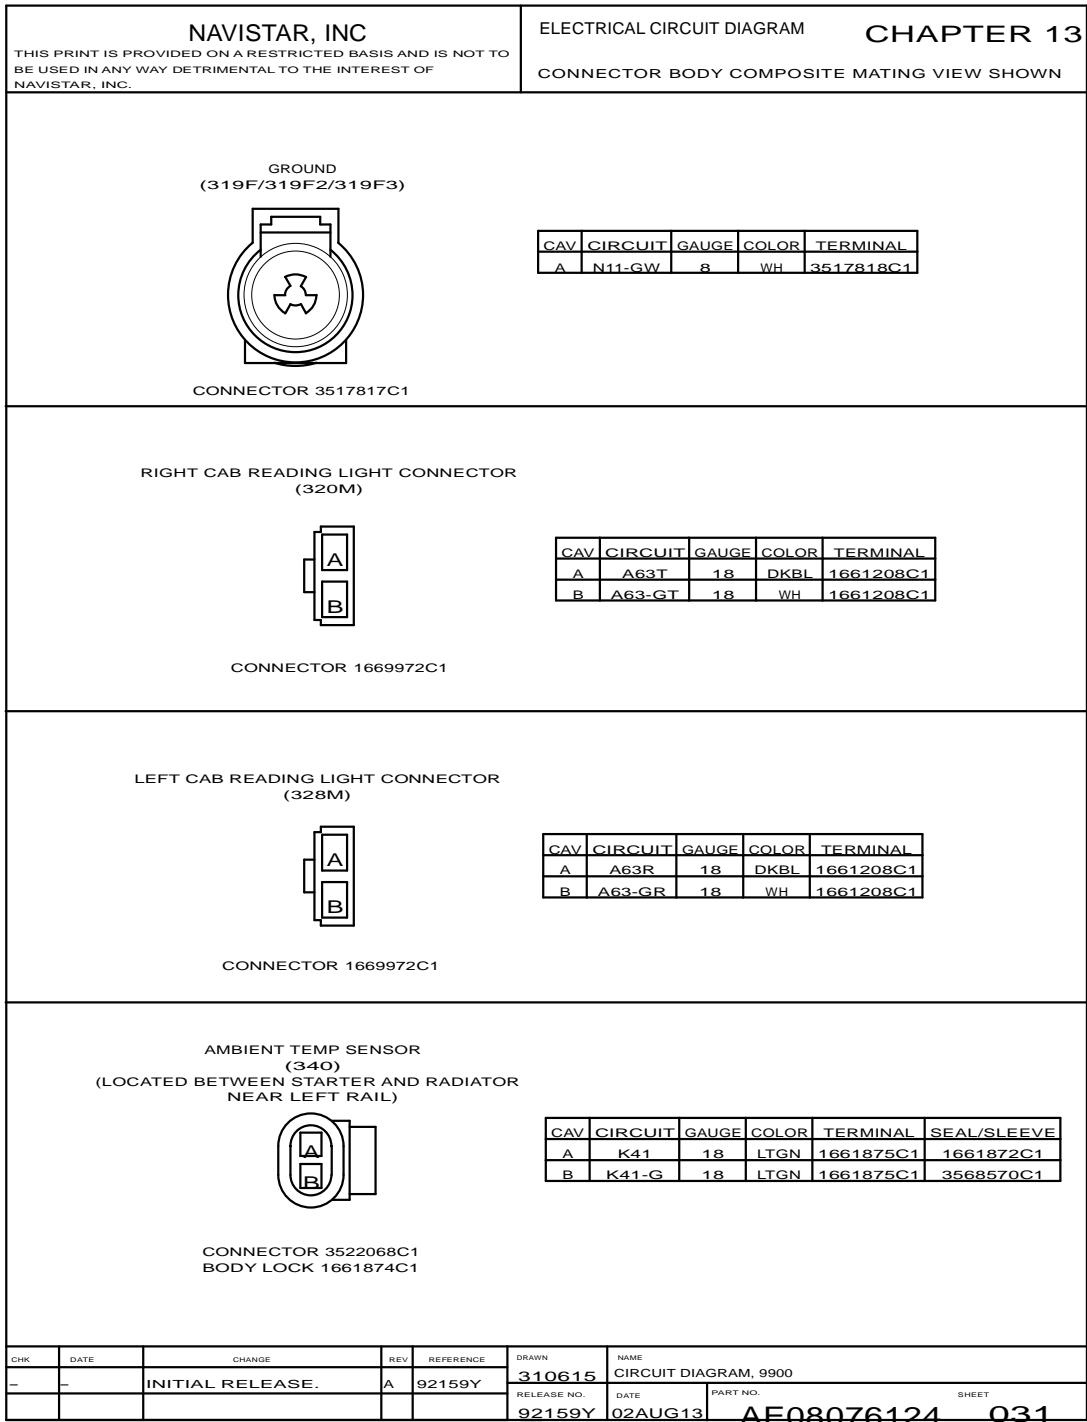 NAVISTAR, INC
THIS PRINT IS PROVIDED ON A RESTRICTED BASIS AND IS NOT TO
BE USED IN ANY WAY DETRIMENTAL TO THE INTEREST OF
NAVISTAR, INC.
ELECTRICAL CIRCUIT DIAGRAM
CHAPTER 13
CONNECTOR BODY COMPOSITE MATING VIEW SHOWN
GROUND
(319F/319F2/319F3)
CONNECTOR 3517817C1
CAV CIRCUIT GAUGE COLOR TERMINAL
A N11-GW 8 WH 3517818C1
RIGHT CAB READING LIGHT CONNECTOR
(320M)
A
B
CONNECTOR 1669972C1
CAV CIRCUIT GAUGE COLOR TERMINAL
A A63T 18 DKBL 1661208C1
B A63-GT 18 WH 1661208C1
LEFT CAB READING LIGHT CONNECTOR
(328M)
A
B
CONNECTOR 1669972C1
CAV CIRCUIT GAUGE COLOR TERMINAL
A A63R 18 DKBL 1661208C1
B A63-GR 18 WH 1661208C1
AMBIENT TEMP SENSOR
(340)
(LOCATED BETWEEN STARTER AND RADIATOR
NEAR LEFT RAIL)
A
B
CONNECTOR 3522068C1
BODY LOCK 1661874C1
CAV CIRCUIT GAUGE COLOR TERMINAL SEAL/SLEEVE
A K41 18 LTGN 1661875C1 1661872C1
B K41-G 18 LTGN 1661875C1 3568570C1
CHK DATE CHANGE REV REFERENCE
– – INITIAL RELEASE. A 92159Y
DRAWN
310615
NAME
CIRCUIT DIAGRAM, 9900
RELEASE NO.
92159Y
DATE
02AUG13
PART NO.
AF08076124
SHEET
031